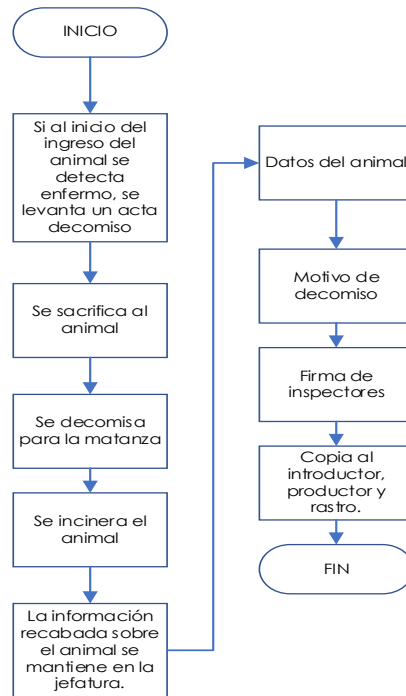 INICIO
Si al inicio del
ingreso del
animal se
detecta
enfermo, se
levanta un acta
decomiso
Se sacrifica al
animal
Se decomisa
para la matanza
Se incinera el
animal
La información
recabada sobre
el animal se
mantiene en la
jefatura.
Datos del animal
Motivo de
decomiso
Firma de
inspectores
Copia al
introductor,
productor y
rastro.
FIN